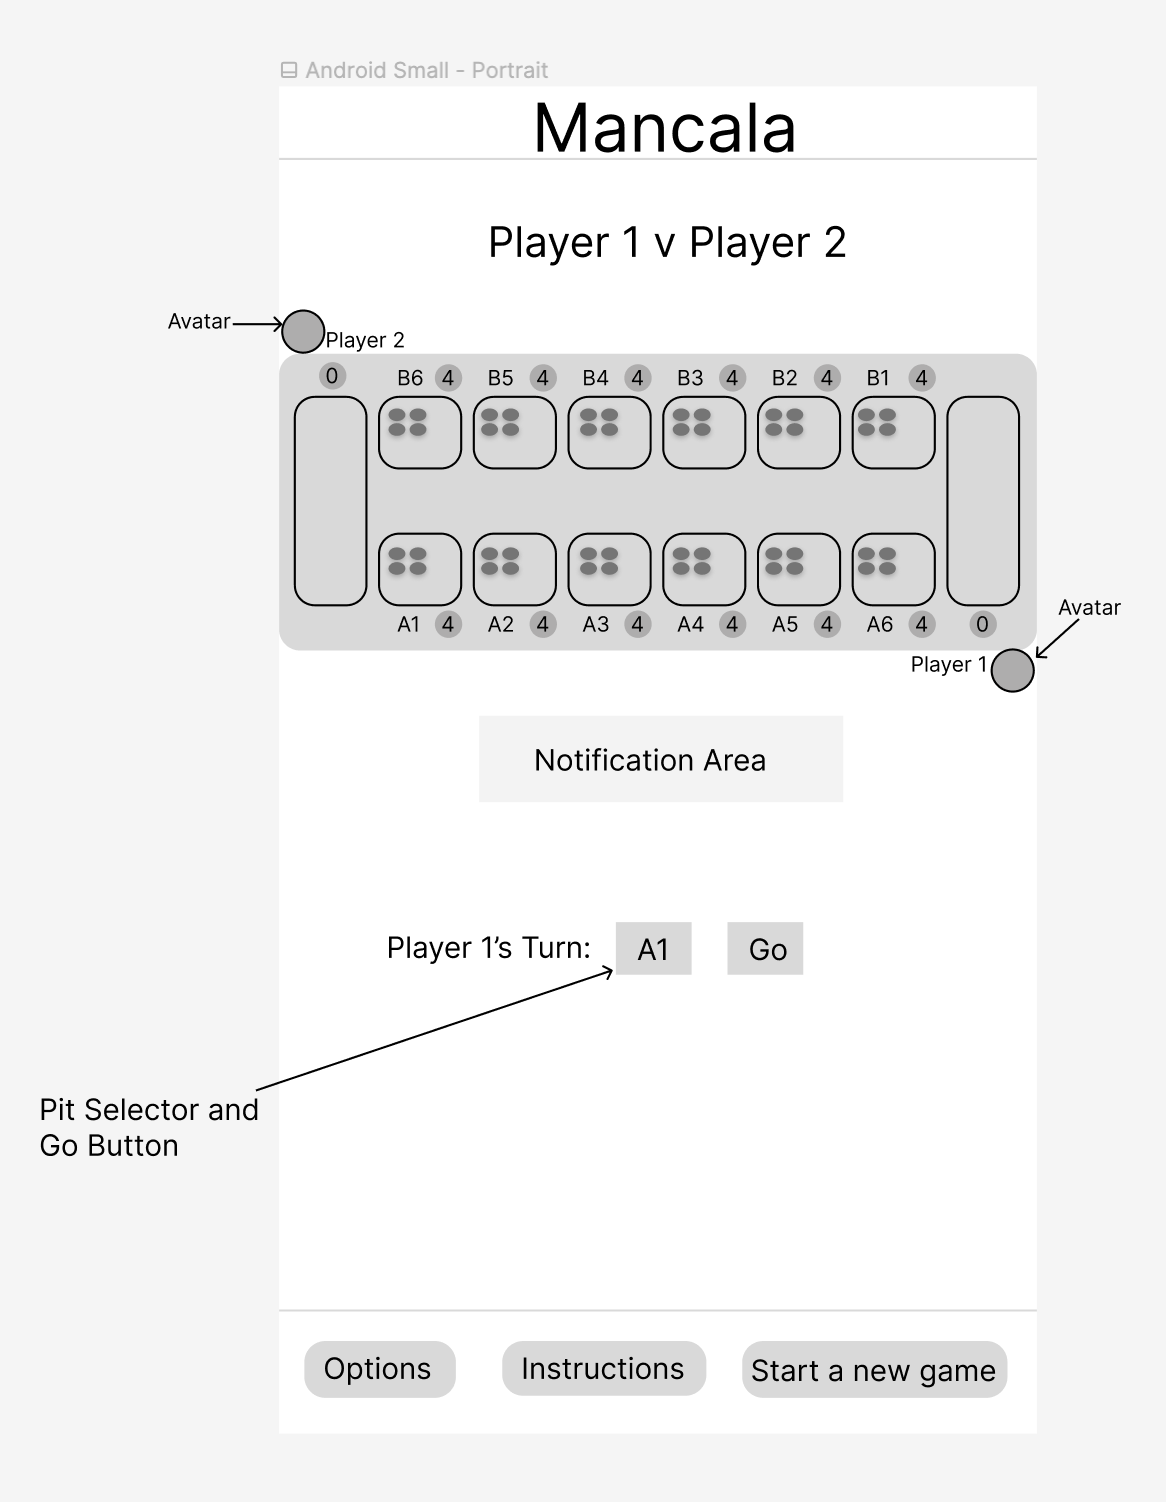 Android Small - Portrait
Mancala
Player 1 v Player 2
Avatar
Player 2
0 B6 4 B5 4 B4 4 B3 4 B2 4 B1 4
A1 4 A2 4 A3 4 A4 4 A5 4 A6 4 0
Avatar
Player 1
Notification Area
Player 1’s Turn: A1 Go
Pit Selector and
Go Button
Options Instructions Start a new game